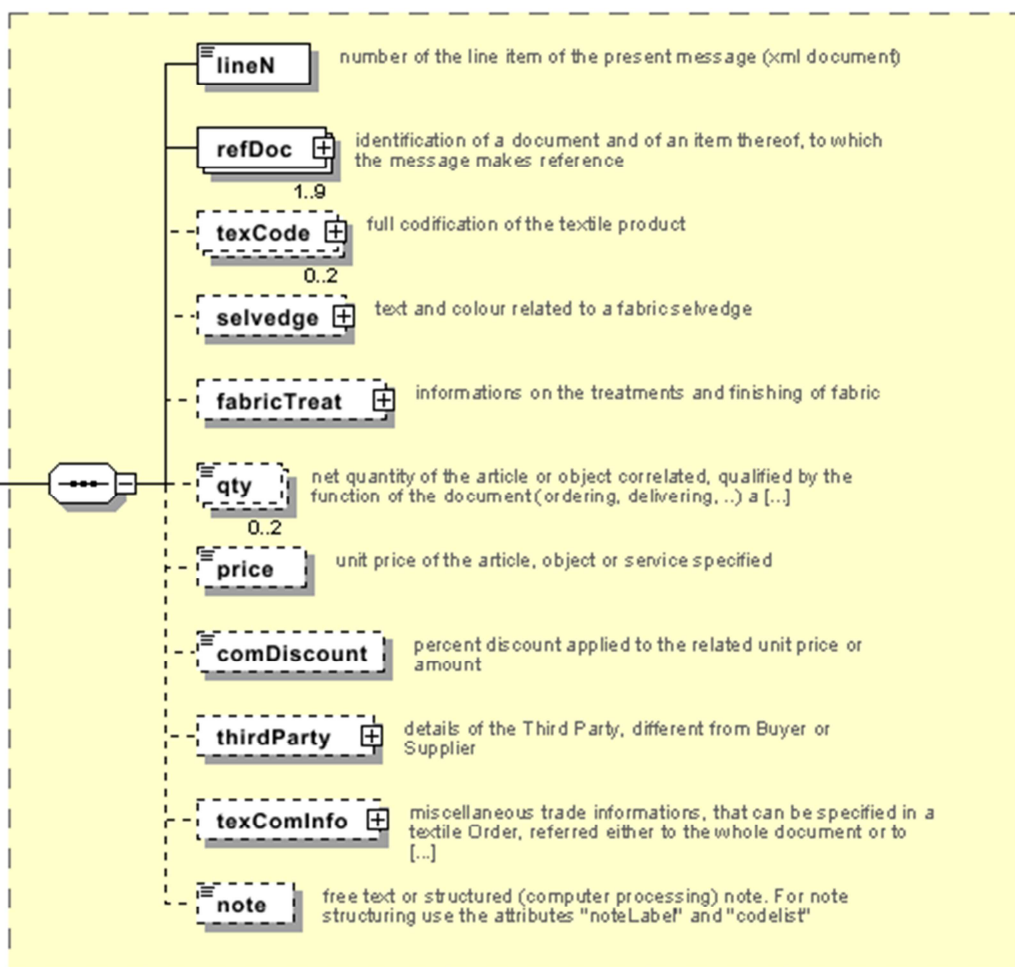 lineN
number of the line item of the present message (xml document)
refDoc
identification of a document and of an item thereof, to which
the message makes reference
1..9
texCode
full codification of the textile product
0..2
selvedge
text and colour related to a fabric selvedge
fabricTreat
informations on the treatments and finishing of fabric
qty
net quantity of the article or object correlated, qualified by the
function of the document (ordering, delivering, ..) a [...]
0..2
price
unit price of the article, object or service specified
comDiscount
percent discount applied to the related unit price or
amount
thirdParty
details of the Third Party, different from Buyer or
Supplier
texComInfo
miscellaneous trade informations, that can be specified in a
textile Order, referred either to the whole document or to
[...]
note
free text or structured (computer processing) note. For note
structuring use the attributes "noteLabel" and "codelist"